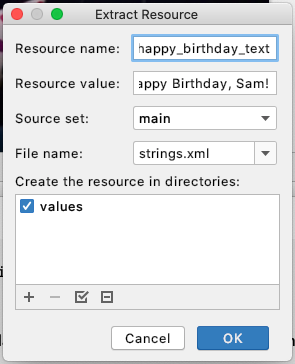 Extract Resource
Resource name: happy_birthday_text
Resource value: appy Birthday, Sam!
Source set: main
File name: strings.xml
Create the resource in directories:
values
Cancel OK